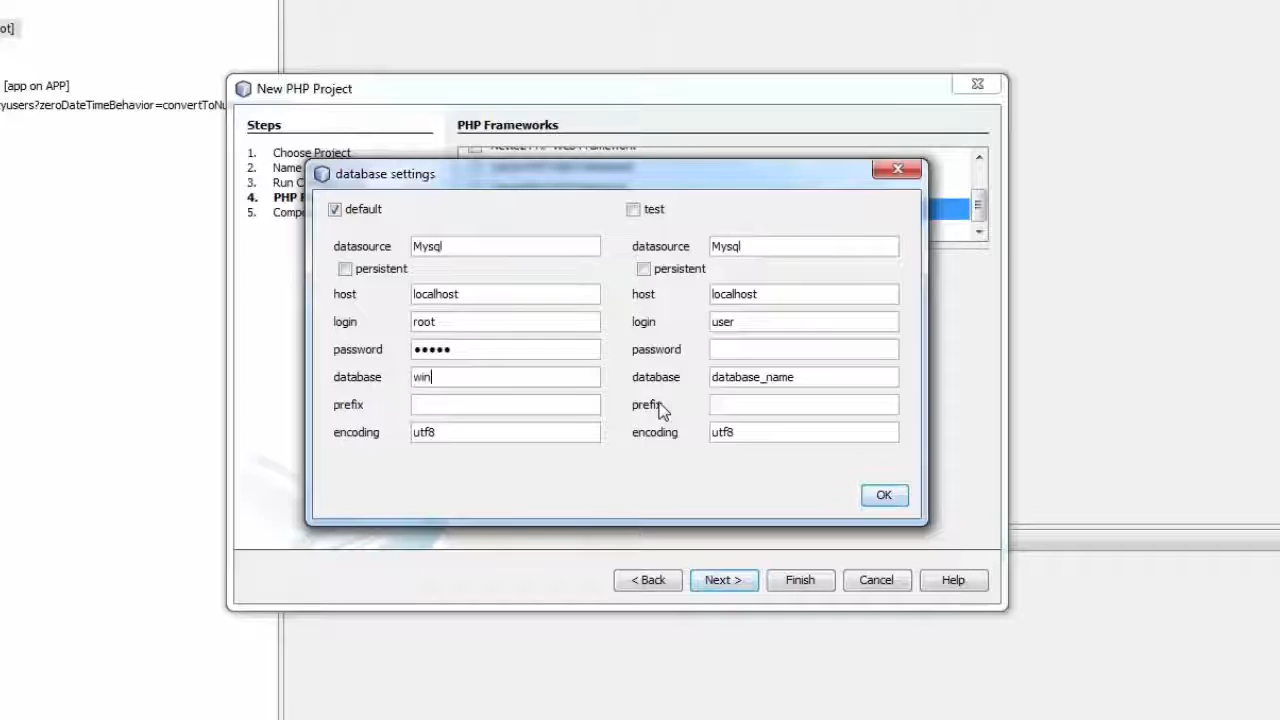 ot]
[app on APP]
yusers?zeroDateTimeBehavior=convertToNu
New PHP Project
Steps
1. Choose Project
2. Name
3. Run C
4. PHP F
5. Compo
PHP Frameworks
database settings
default
datasource Mysql
persistent
host localhost
login root
password •••••
database win
prefix
encoding utf8
test
datasource Mysql
persistent
host localhost
login user
password
database database_name
prefix
encoding utf8
OK
< Back Next > Finish Cancel Help